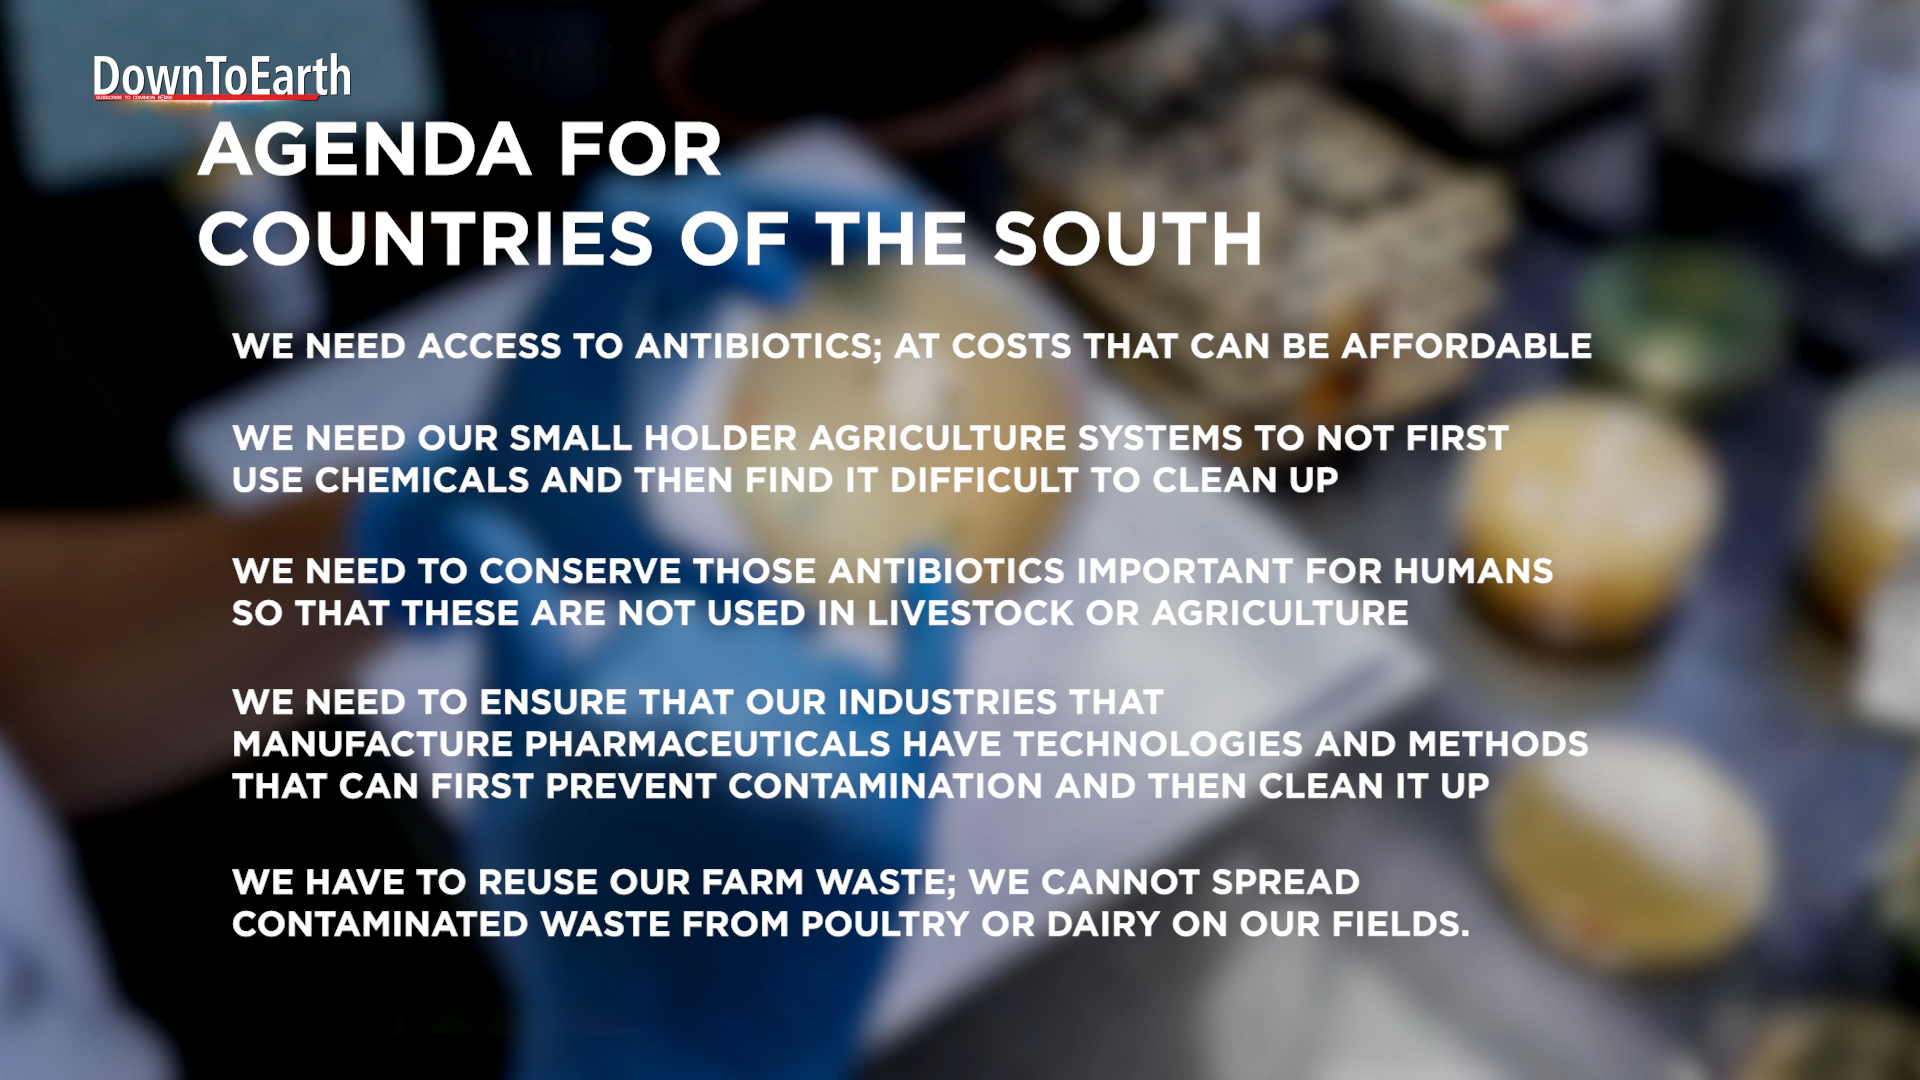 DownToEarth
SUBSCRIBE TO COMMON SENSE
AGENDA FOR
COUNTRIES OF THE SOUTH
WE NEED ACCESS TO ANTIBIOTICS; AT COSTS THAT CAN BE AFFORDABLE
WE NEED OUR SMALL HOLDER AGRICULTURE SYSTEMS TO NOT FIRST
USE CHEMICALS AND THEN FIND IT DIFFICULT TO CLEAN UP
WE NEED TO CONSERVE THOSE ANTIBIOTICS IMPORTANT FOR HUMANS
SO THAT THESE ARE NOT USED IN LIVESTOCK OR AGRICULTURE
WE NEED TO ENSURE THAT OUR INDUSTRIES THAT
MANUFACTURE PHARMACEUTICALS HAVE TECHNOLOGIES AND METHODS
THAT CAN FIRST PREVENT CONTAMINATION AND THEN CLEAN IT UP
WE HAVE TO REUSE OUR FARM WASTE; WE CANNOT SPREAD
CONTAMINATED WASTE FROM POULTRY OR DAIRY ON OUR FIELDS.